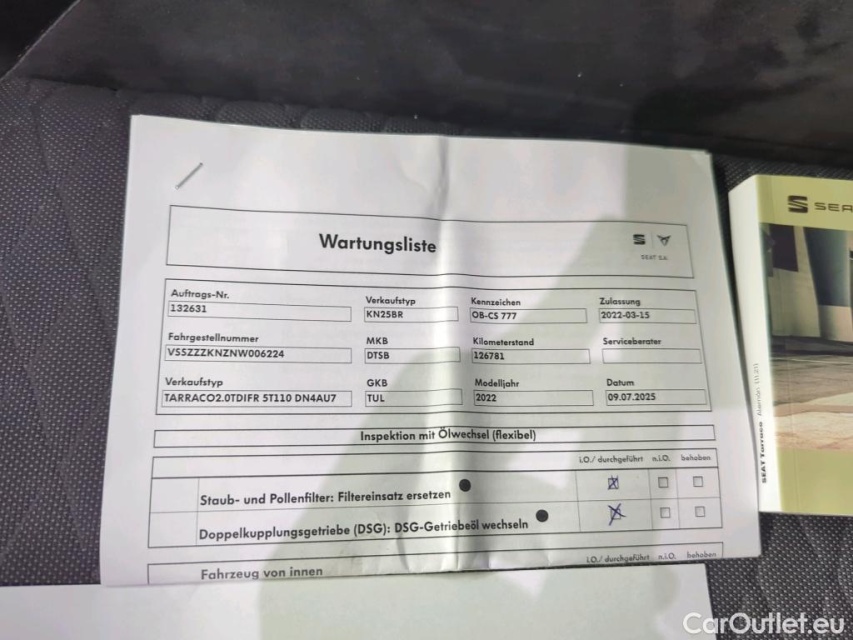 Wartungsliste
SEAT S.A.
Auftrags-Nr.
132631
Verkaufstyp
KN25BR
Kennzeichen
OB-CS 777
Zulassung
2022-03-15
Fahrgestellnummer
VSSZZZKNZNW006224
MKB
DTSB
Kilometerstand
126781
Serviceberater
Verkaufstyp
TARRACO2.0TDIFR 5T110 DN4AU7
GKB
TUL
Modelljahr
2022
Datum
09.07.2025
Inspektion mit Ölwechsel (flexibel)
i.O./ durchgeführt n.i.O. behoben
Staub- und Pollenfilter: Filtereinsatz ersetzen
Doppelkupplungsgetriebe (DSG): DSG-Getriebeöl wechseln
i.O./ durchgeführt n.i.O. behoben
Fahrzeug von innen
SEA
SEAT Tarraco
CarOutlet.eu